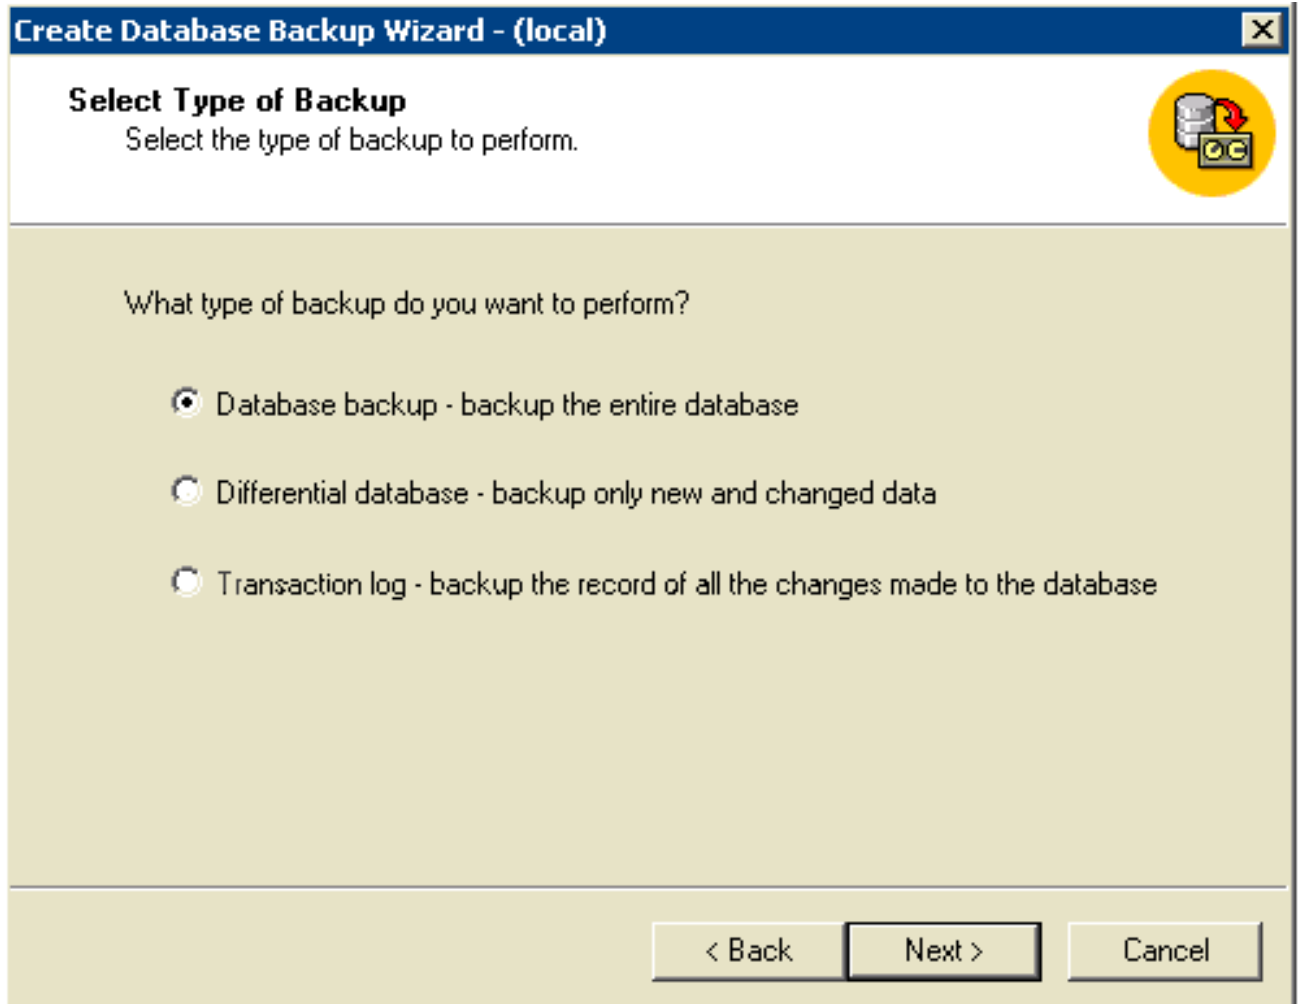 Create Database Backup Wizard - (local)
Select Type of Backup
Select the type of backup to perform.
What type of backup do you want to perform?
Database backup - backup the entire database
Differential database - backup only new and changed data
Transaction log - backup the record of all the changes made to the database
< Back
Next >
Cancel